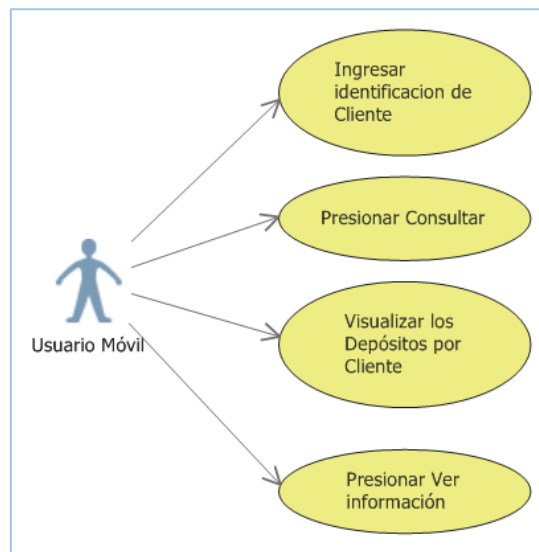 Ingresar
identificacion de
Cliente
Presionar Consultar
Usuario Móvil
Visualizar los
Depósitos por
Cliente
Presionar Ver
información